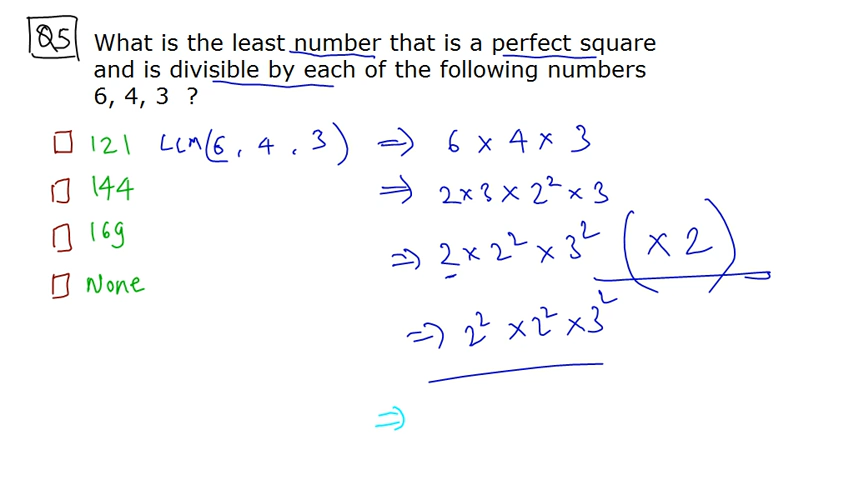 Q5
What is the least number that is a perfect square
and is divisible by each of the following numbers
6, 4, 3 ?
121 LCM(6, 4, 3) ⇒ 6 × 4 × 3
144 ⇒ 2×3 × 2² × 3
169 ⇒ 2 × 2² × 3² (× 2)
None
⇒ 2² × 2² × 3²
⇒